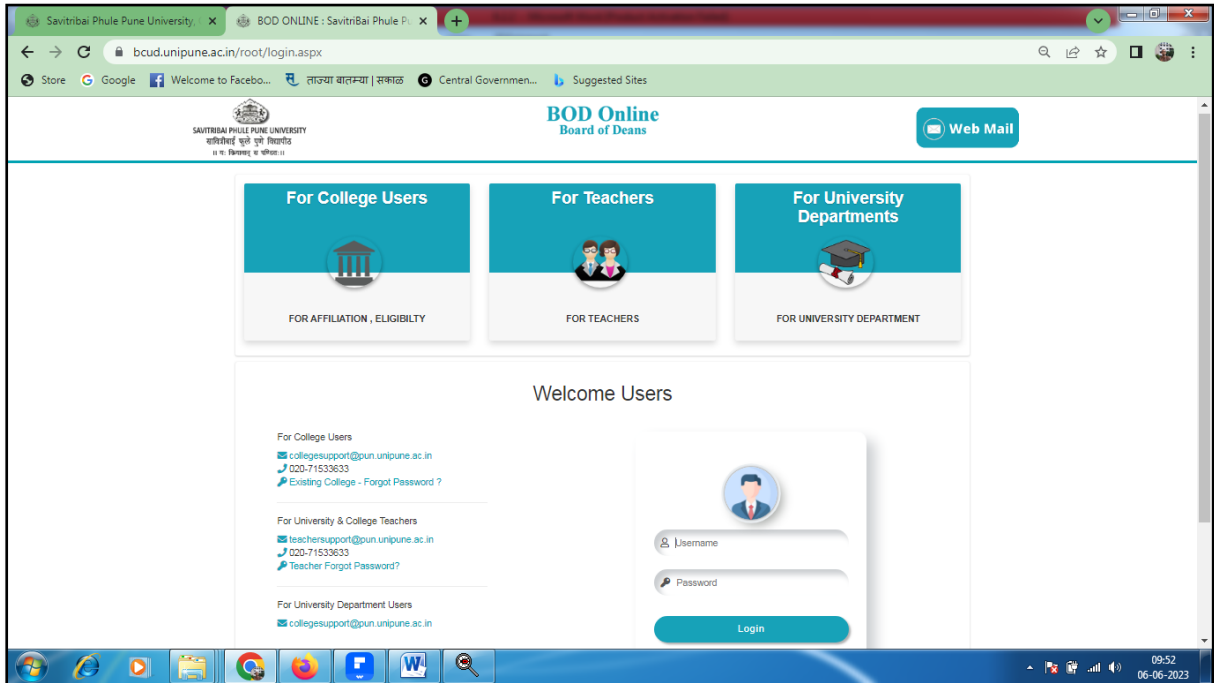 Savitribai Phule Pune University,
BOD ONLINE : SavitriBai Phule Pu
bcud.unipune.ac.in/root/login.aspx
Store Google Welcome to Facebo... ताज्या बातम्या | सकाळ Central Governmen... Suggested Sites
SAVITRIBAI PHULE PUNE UNIVERSITY
सावित्रीबाई फुले पुणे विद्यापीठ
BOD Online
Board of Deans
Web Mail
For College Users
FOR AFFILIATION , ELIGIBILTY
For Teachers
FOR TEACHERS
For University
Departments
FOR UNIVERSITY DEPARTMENT
Welcome Users
For College Users
collegesupport@pun.unipune.ac.in
020-71533633
Existing College - Forgot Password ?
For University & College Teachers
teachersupport@pun.unipune.ac.in
020-71533633
Teacher Forgot Password?
For University Department Users
collegesupport@pun.unipune.ac.in
Username
Password
Login
09:52
06-06-2023